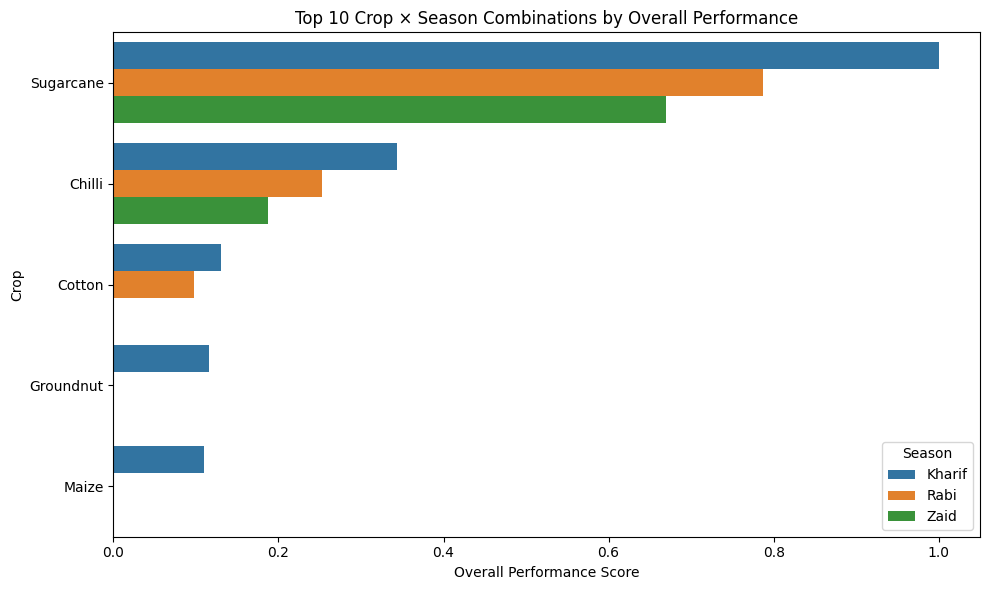 Top 10 Crop × Season Combinations by Overall Performance
Crop
Sugarcane
Chilli
Cotton
Groundnut
Maize
Season
Kharif
Rabi
Zaid
0.0 0.2 0.4 0.6 0.8 1.0
Overall Performance Score